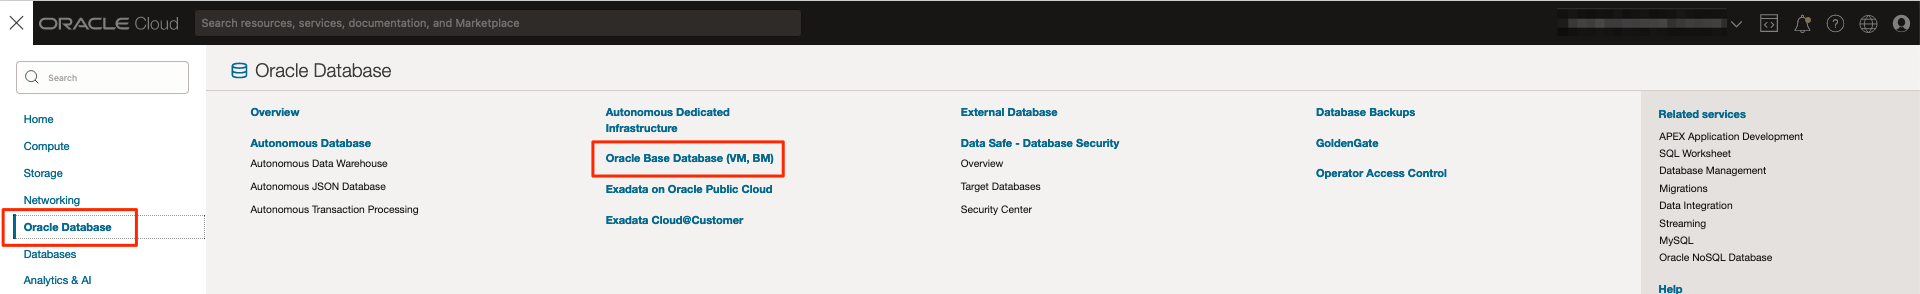 ORACLE Cloud
Search resources, services, documentation, and Marketplace
Search
Home
Compute
Storage
Networking
Oracle Database
Databases
Analytics & AI
Oracle Database
Overview
Autonomous Database
Autonomous Data Warehouse
Autonomous JSON Database
Autonomous Transaction Processing
Autonomous Dedicated
Infrastructure
Oracle Base Database (VM, BM)
Exadata on Oracle Public Cloud
Exadata Cloud@Customer
External Database
Data Safe - Database Security
Overview
Target Databases
Security Center
Database Backups
GoldenGate
Operator Access Control
Related services
APEX Application Development
SQL Worksheet
Database Management
Migrations
Data Integration
Streaming
MySQL
Oracle NoSQL Database
Help